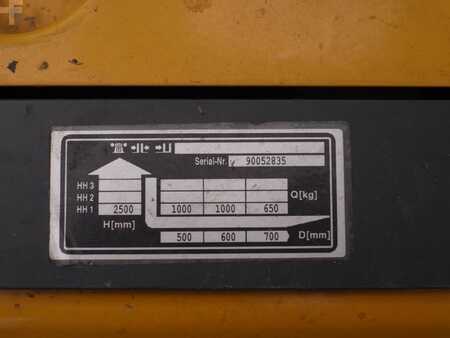 F
Serial-Nr. 90052835
HH 3
HH 2 Q[kg]
HH 1 2500 1000 1000 650
H[mm]
500 600 700 D[mm]